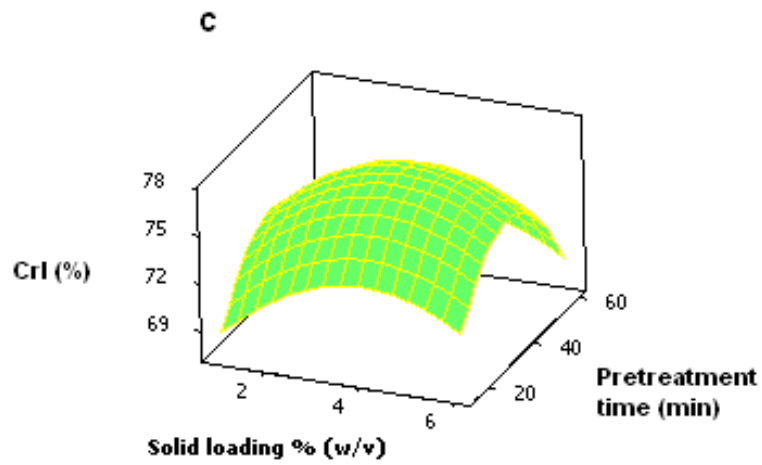 C
78
75
CrI (%)
72
69
2
4
6
20
40
60
Pretreatment
time (min)
Solid loading % (w/v)